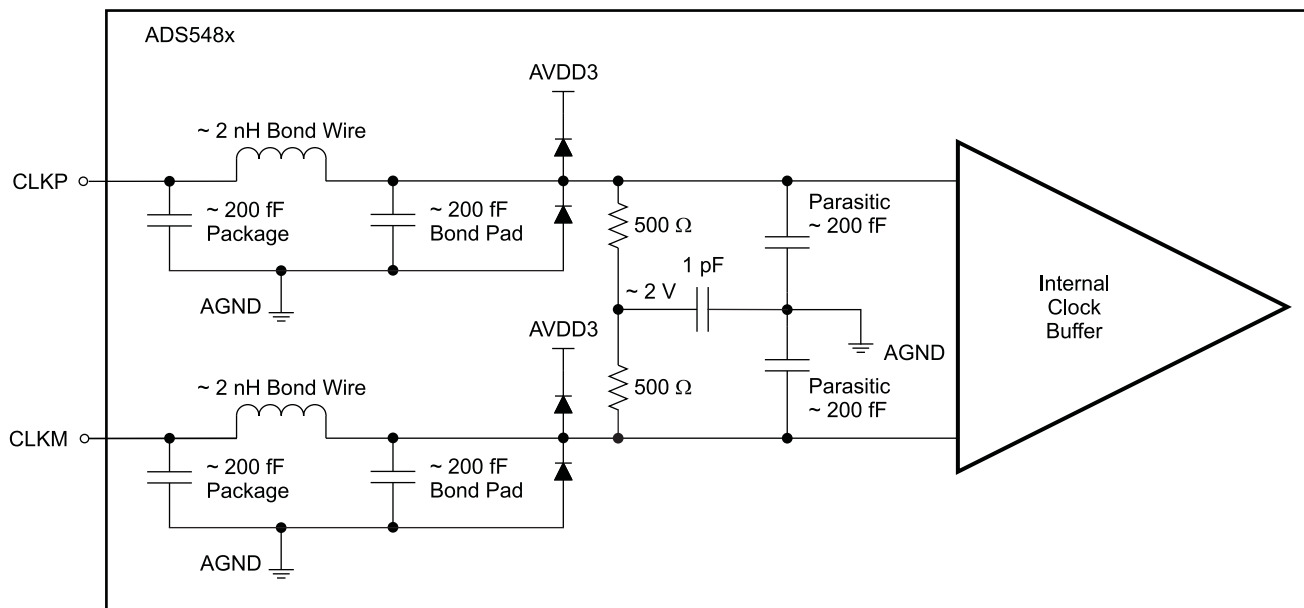 ADS548x
AVDD3
~ 2 nH Bond Wire
CLKP
~ 200 fF
Package
~ 200 fF
Bond Pad
500 Ω
Parasitic
~ 200 fF
1 pF
~ 2 V
AGND
Internal
Clock
Buffer
AVDD3
AGND
~ 2 nH Bond Wire
500 Ω
Parasitic
~ 200 fF
CLKM
~ 200 fF
Package
~ 200 fF
Bond Pad
AGND